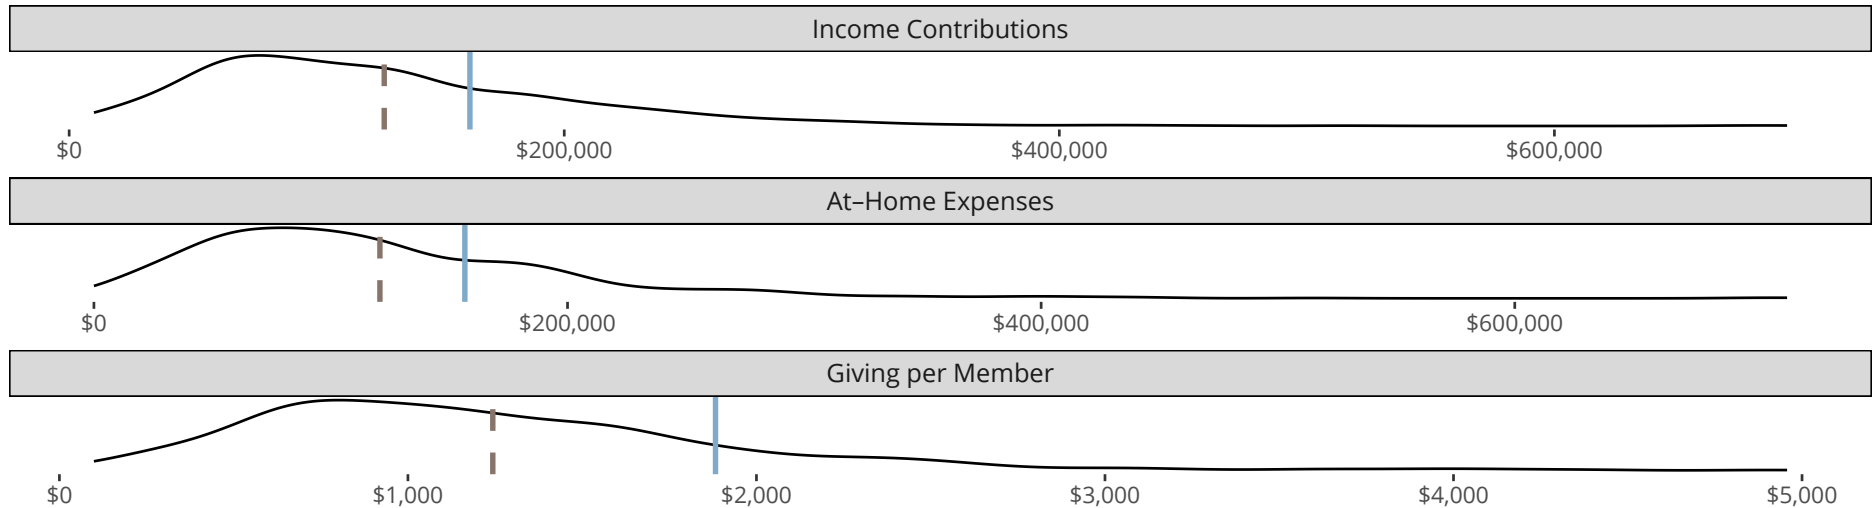 Income Contributions
$0 $200,000 $400,000 $600,000
At–Home Expenses
$0 $200,000 $400,000 $600,000
Giving per Member
$0 $1,000 $2,000 $3,000 $4,000 $5,000